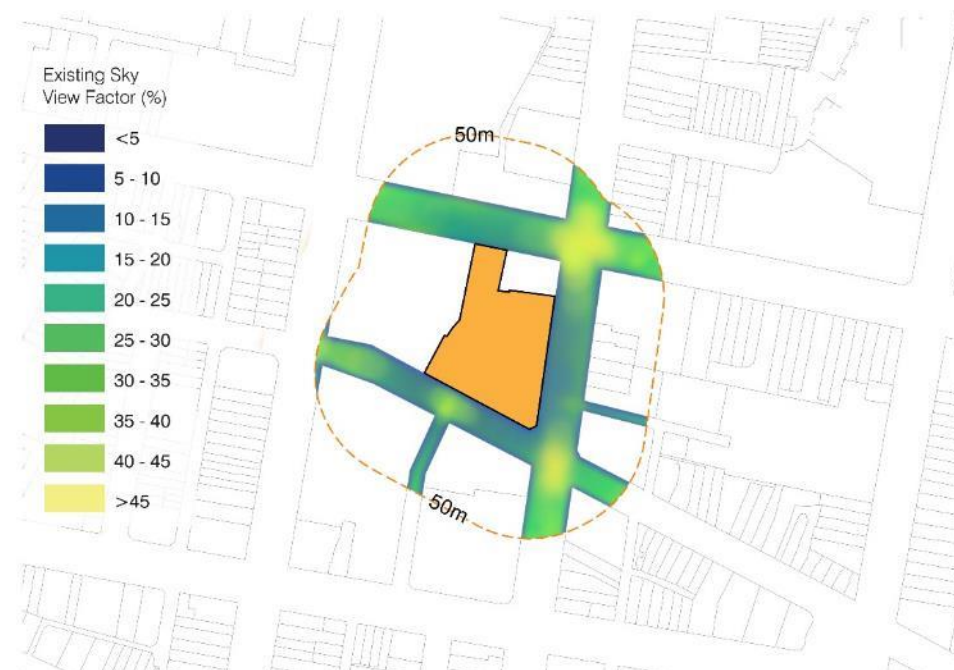 Existing Sky
View Factor (%)
<5
5 - 10
10 - 15
15 - 20
20 - 25
25 - 30
30 - 35
35 - 40
40 - 45
>45
50m
50m